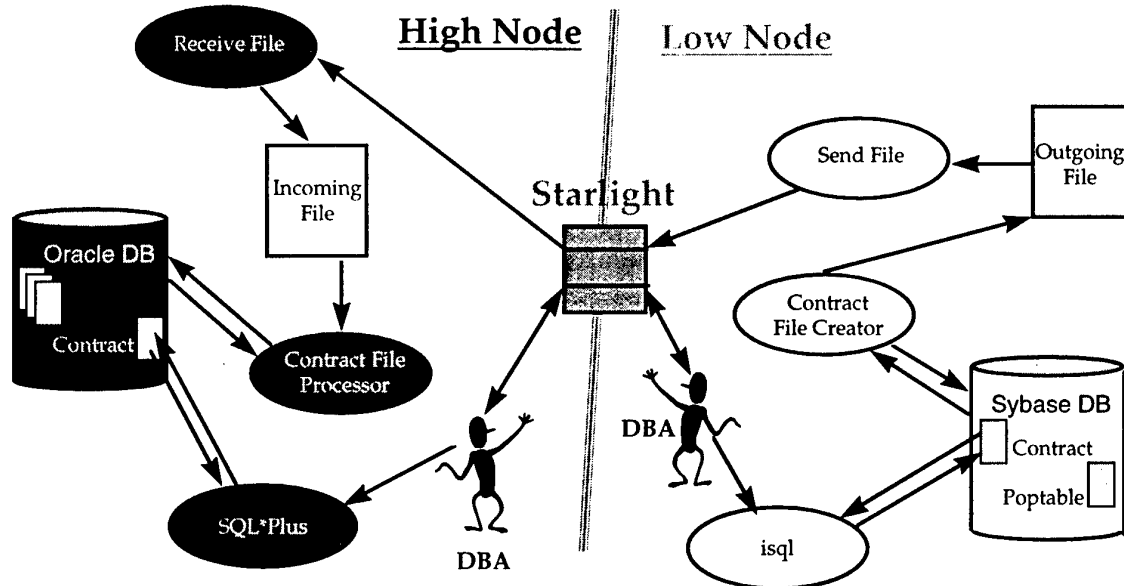 High Node
Low Node
Receive File
Incoming
File
Oracle DB
Contract
Contract File
Processor
SQL*Plus
DBA
Starlight
Send File
Outgoing
File
Contract
File Creator
DBA
Sybase DB
Contract
Poptable
isql